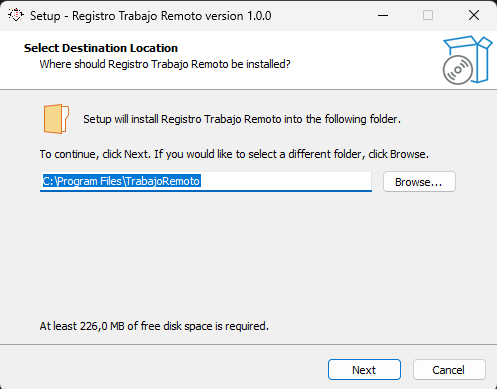 Setup - Registro Trabajo Remoto version 1.0.0
Select Destination Location
Where should Registro Trabajo Remoto be installed?
Setup will install Registro Trabajo Remoto into the following folder.
To continue, click Next. If you would like to select a different folder, click Browse.
C:\Program Files\TrabajoRemoto
Browse...
At least 226,0 MB of free disk space is required.
Next
Cancel